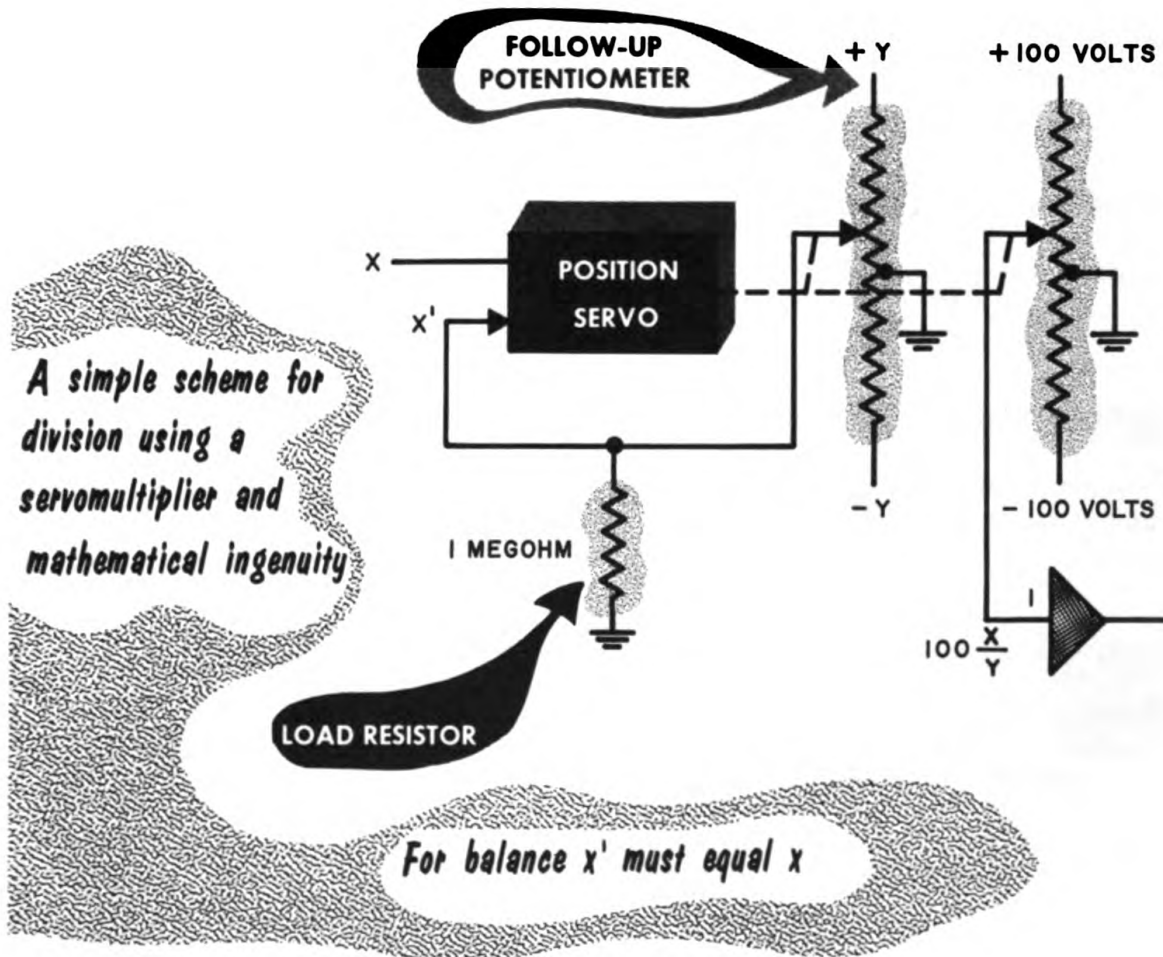 FOLLOW-UP
POTENTIOMETER
+ Y
+ 100 VOLTS
X
POSITION
SERVO
X'
A simple scheme for
division using a
servomultiplier and
mathematical ingenuity
1 MEGOHM
- Y
- 100 VOLTS
1
100 X/Y
LOAD RESISTOR
For balance x' must equal x